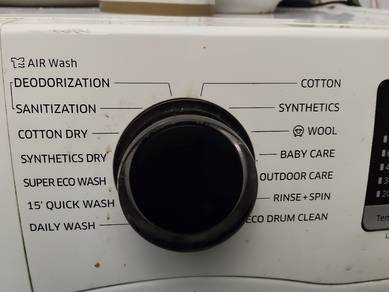 AIR Wash
DEODORIZATION
SANITIZATION
COTTON DRY
SYNTHETICS DRY
SUPER ECO WASH
15' QUICK WASH
DAILY WASH
COTTON
SYNTHETICS
WOOL
BABY CARE
OUTDOOR CARE
RINSE+SPIN
ECO DRUM CLEAN